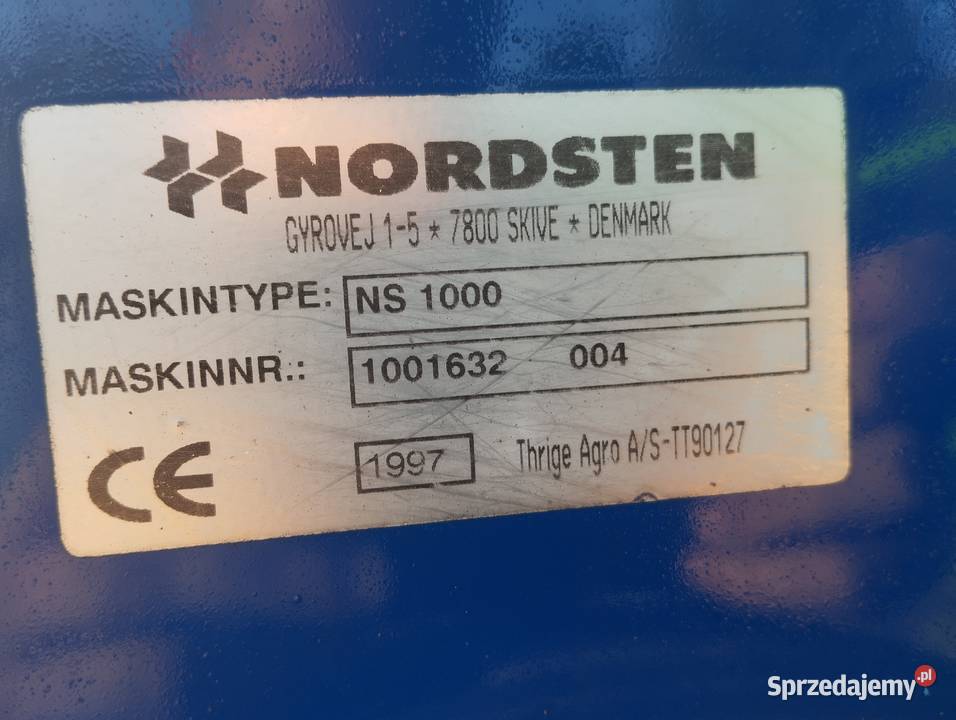 NORDSTEN
GYROVEJ 1-5 * 7800 SKIVE * DENMARK
MASKINTYPE: NS 1000
MASKINNR.: 1001632 004
CE 1997 Thrige Agro A/S-TT90127
Sprzedajemy.pl